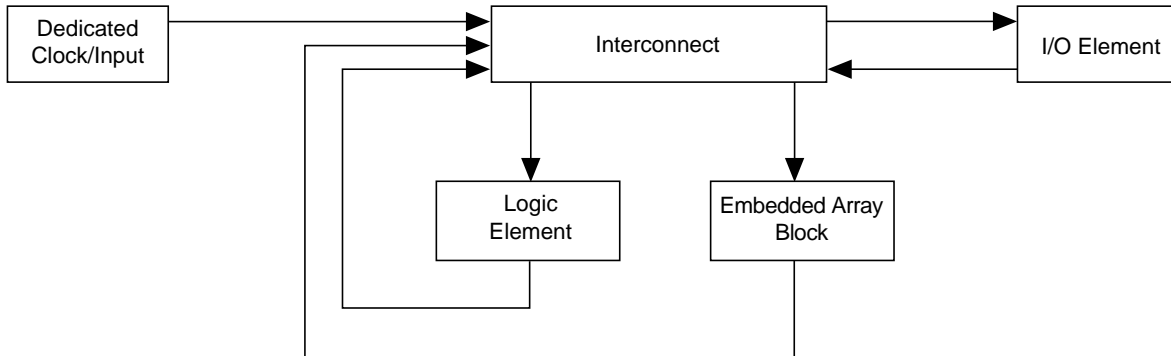 Dedicated
Clock/Input
Interconnect
I/O Element
Logic
Element
Embedded Array
Block